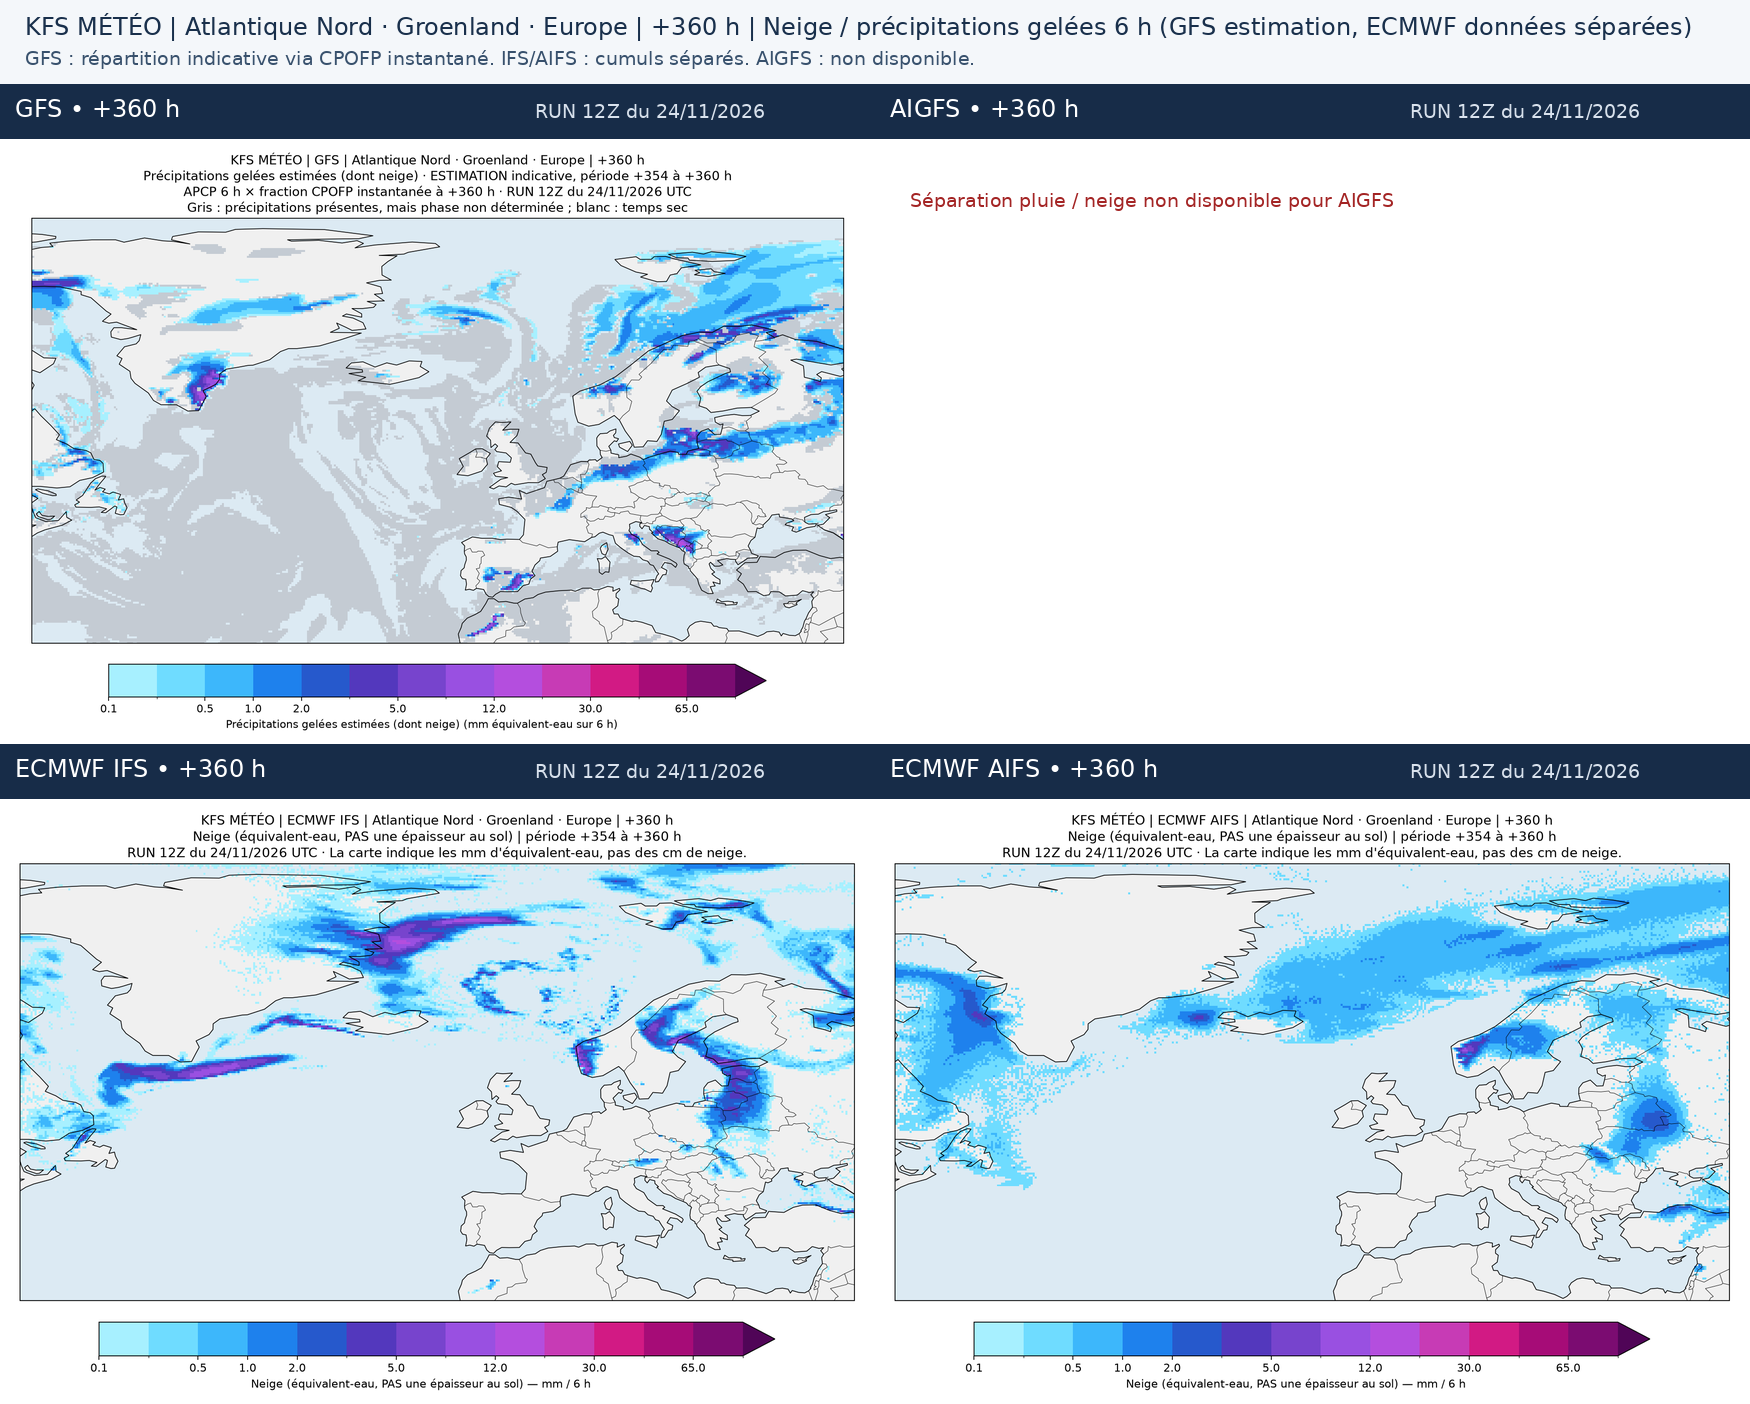 KFS MÉTÉO | Atlantique Nord · Groenland · Europe | +360 h | Neige / précipitations gelées 6 h (GFS estimation, ECMWF données séparées)
GFS : répartition indicative via CPOFP instantané. IFS/AIFS : cumuls séparés. AIGFS : non disponible.
GFS • +360 h
RUN 12Z du 24/11/2026
AIGFS • +360 h
RUN 12Z du 24/11/2026
KFS MÉTÉO | GFS | Atlantique Nord · Groenland · Europe | +360 h
Précipitations gelées estimées (dont neige) · ESTIMATION indicative, période +354 à +360 h
APCP 6 h × fraction CPOFP instantanée à +360 h · RUN 12Z du 24/11/2026 UTC
Gris : précipitations présentes, mais phase non déterminée ; blanc : temps sec
Séparation pluie / neige non disponible pour AIGFS
0.1 0.5 1.0 2.0 5.0 12.0 30.0 65.0
Précipitations gelées estimées (dont neige) (mm équivalent-eau sur 6 h)
ECMWF IFS • +360 h
RUN 12Z du 24/11/2026
ECMWF AIFS • +360 h
RUN 12Z du 24/11/2026
KFS MÉTÉO | ECMWF IFS | Atlantique Nord · Groenland · Europe | +360 h
Neige (équivalent-eau, PAS une épaisseur au sol) | période +354 à +360 h
RUN 12Z du 24/11/2026 UTC · La carte indique les mm d'équivalent-eau, pas des cm de neige.
KFS MÉTÉO | ECMWF AIFS | Atlantique Nord · Groenland · Europe | +360 h
Neige (équivalent-eau, PAS une épaisseur au sol) | période +354 à +360 h
RUN 12Z du 24/11/2026 UTC · La carte indique les mm d'équivalent-eau, pas des cm de neige.
0.1 0.5 1.0 2.0 5.0 12.0 30.0 65.0
Neige (équivalent-eau, PAS une épaisseur au sol) — mm / 6 h
0.1 0.5 1.0 2.0 5.0 12.0 30.0 65.0
Neige (équivalent-eau, PAS une épaisseur au sol) — mm / 6 h